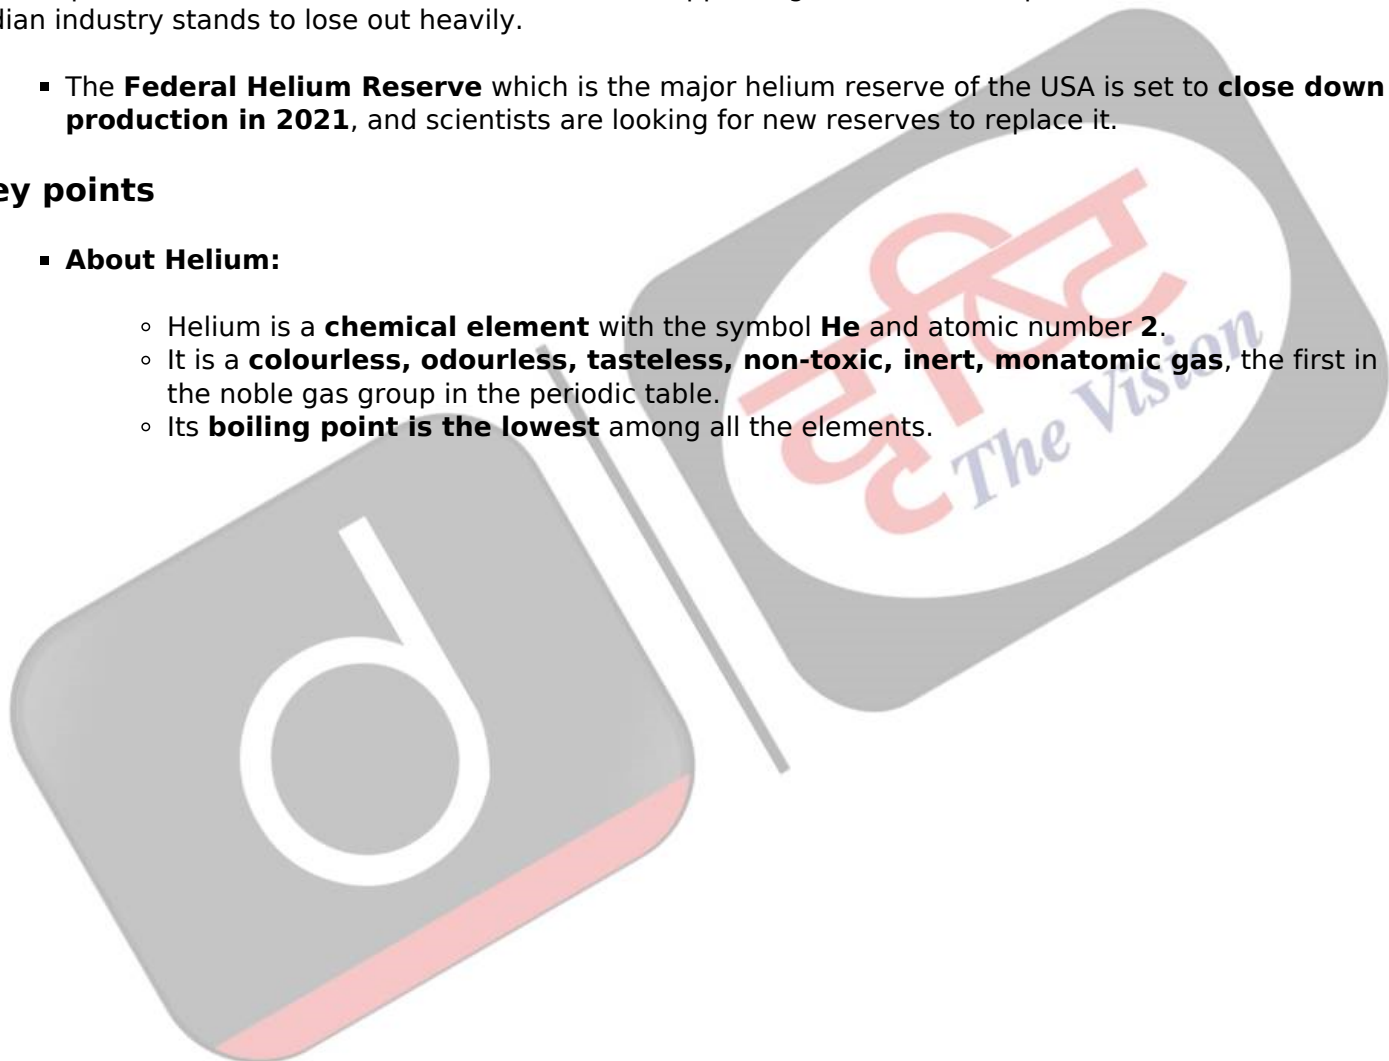 dian industry stands to lose out heavily.
▪ The Federal Helium Reserve which is the major helium reserve of the USA is set to close down
production in 2021, and scientists are looking for new reserves to replace it.
ey points
▪ About Helium:
◦ Helium is a chemical element with the symbol He and atomic number 2.
◦ It is a colourless, odourless, tasteless, non-toxic, inert, monatomic gas, the first in
the noble gas group in the periodic table.
◦ Its boiling point is the lowest among all the elements.
दृष्टि
The Vision
d